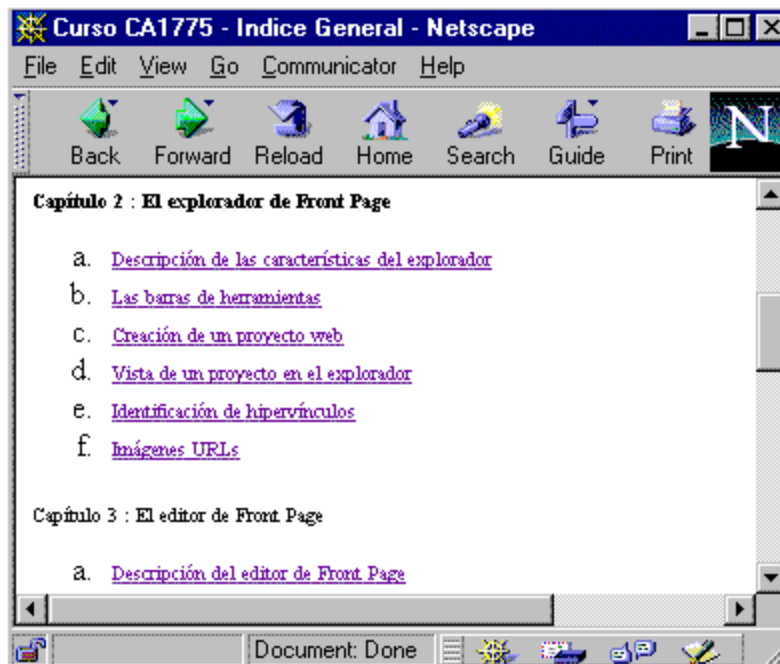 Curso CA1775 - Indice General - Netscape
File Edit View Go Communicator Help
Back Forward Reload Home Search Guide Print N
Capítulo 2 : El explorador de Front Page
a. Descripción de las características del explorador
b. Las barras de herramientas
c. Creación de un proyecto web
d. Vista de un proyecto en el explorador
e. Identificación de hipervínculos
f. Imágenes URLs
Capítulo 3 : El editor de Front Page
a. Descripción del editor de Front Page
Document: Done